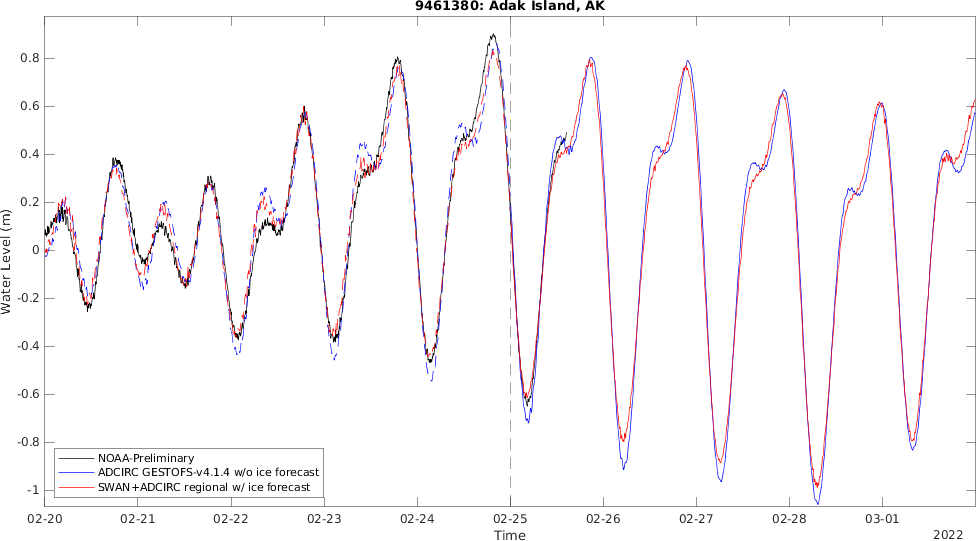 9461380: Adak Island, AK
0.8
0.6
0.4
0.2
0
-0.2
-0.4
-0.6
-0.8
-1
Water Level (m)
NOAA-Preliminary
ADCIRC GESTOFS-v4.1.4 w/o ice forecast
SWAN+ADCIRC regional w/ ice forecast
02-20 02-21 02-22 02-23 02-24 02-25 02-26 02-27 02-28 03-01
Time
2022